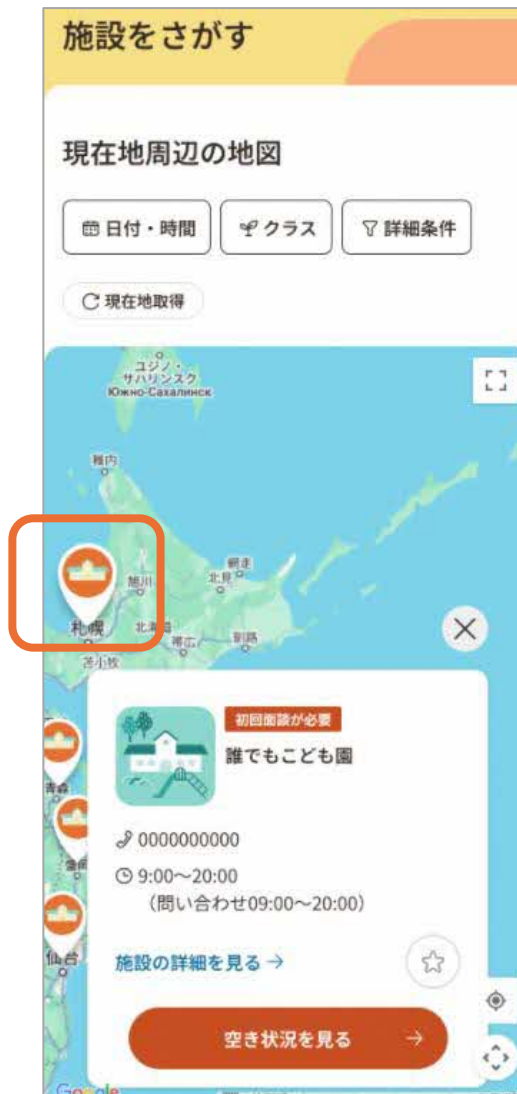 施設をさがす
現在地周辺の地図
日付・時間
クラス
詳細条件
現在地取得
ユジノ・
サハリンスク
Южно-Сахалинск
稚内
網走
旭川
北見
札幌
帯広
釧路
苫小牧
初回面談が必要
誰でもこども園
青森
0000000000
盛岡
9:00〜20:00
（問い合わせ09:00〜20:00）
仙台
施設の詳細を見る →
空き状況を見る →
Google